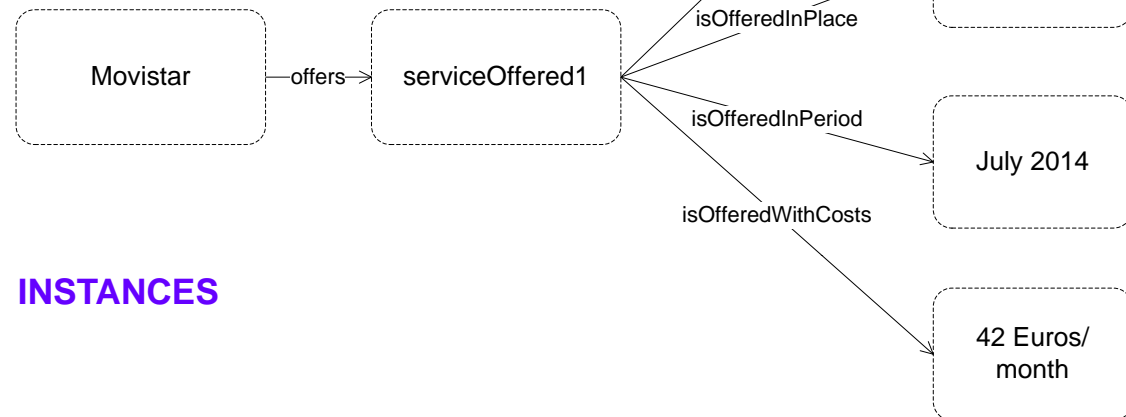 isOfferedInPlace
Movistar
offers
serviceOffered1
isOfferedInPeriod
July 2014
isOfferedWithCosts
INSTANCES
42 Euros/
month